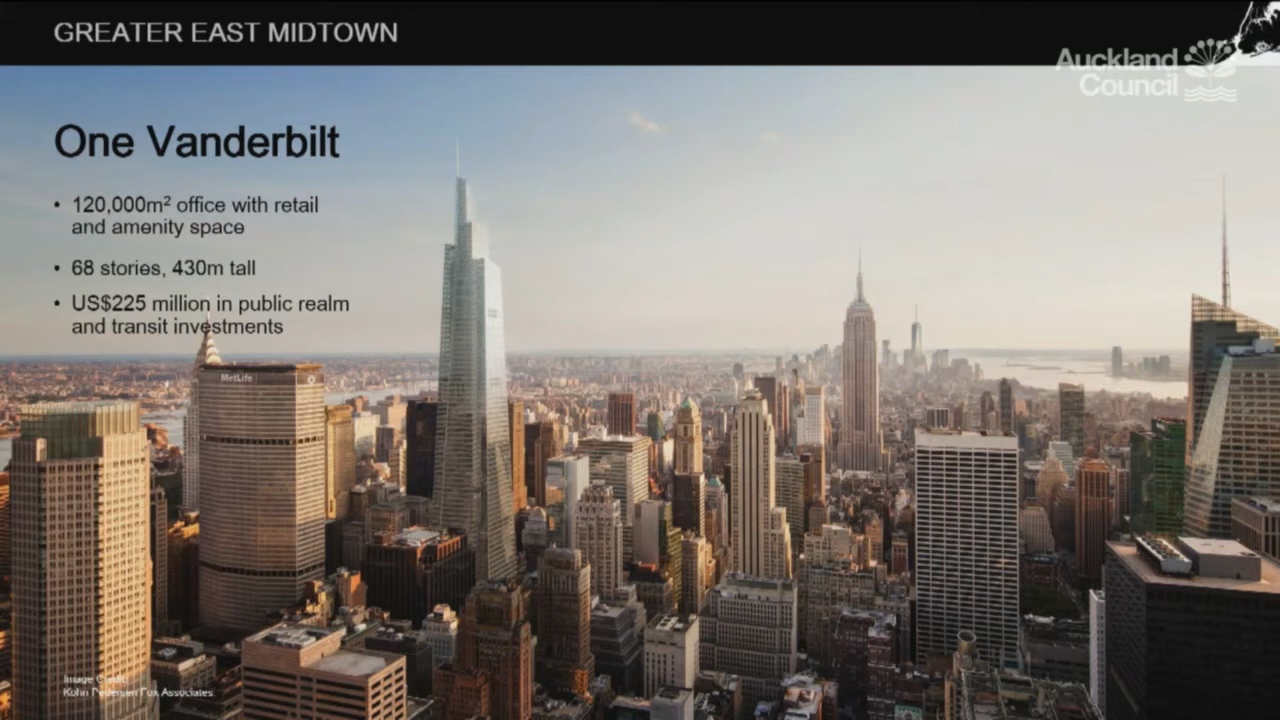 GREATER EAST MIDTOWN
Auckland
Council
One Vanderbilt
• 120,000m² office with retail
and amenity space
• 68 stories, 430m tall
• US$225 million in public realm
and transit investments
MetLife
Image Credit:
Kohn Pedersen Fox Associates